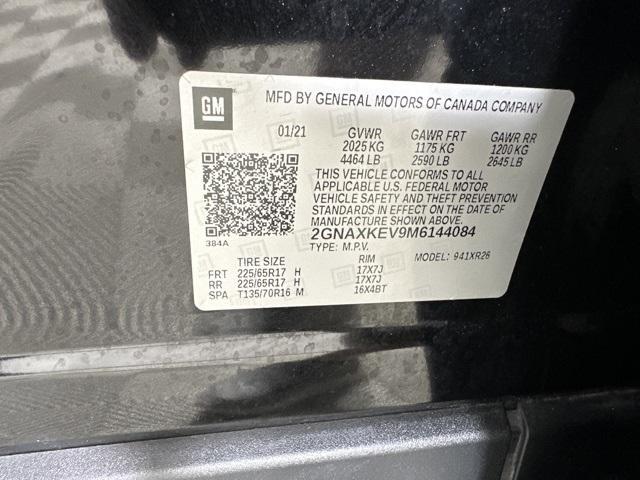 GM
MFD BY GENERAL MOTORS OF CANADA COMPANY
01/21 GVWR GAWR FRT GAWR RR
2025 KG 1175 KG 1200 KG
4464 LB 2590 LB 2645 LB
THIS VEHICLE CONFORMS TO ALL
APPLICABLE U.S. FEDERAL MOTOR
VEHICLE SAFETY AND THEFT PREVENTION
STANDARDS IN EFFECT ON THE DATE OF
MANUFACTURE SHOWN ABOVE.
384A
2GNAXKEV9M6144084
TYPE: M.P.V. MODEL: 941XR26
TIRE SIZE RIM
FRT 225/65R17 H 17X7J
RR 225/65R17 H 17X7J
SPA T135/70R16 M 16X4BT